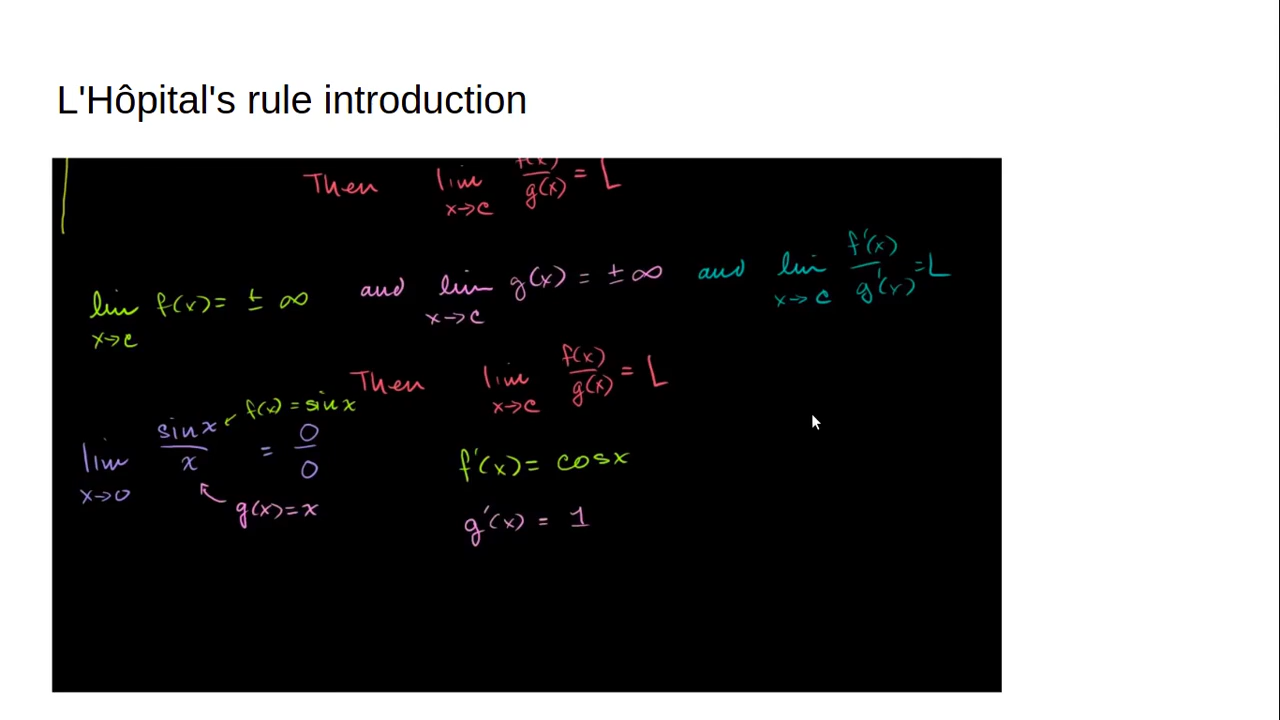 L'Hôpital's rule introduction
Then lim x→c f(x)/g(x) = L
lim x→c f(x) = ± ∞ and lim x→c g(x) = ± ∞ and lim x→c f'(x)/g'(x) = L
Then lim x→c f(x)/g(x) = L
f(x) = sin x
lim x→0 sin x/x = 0/0
g(x) = x
f'(x) = cos x
g'(x) = 1